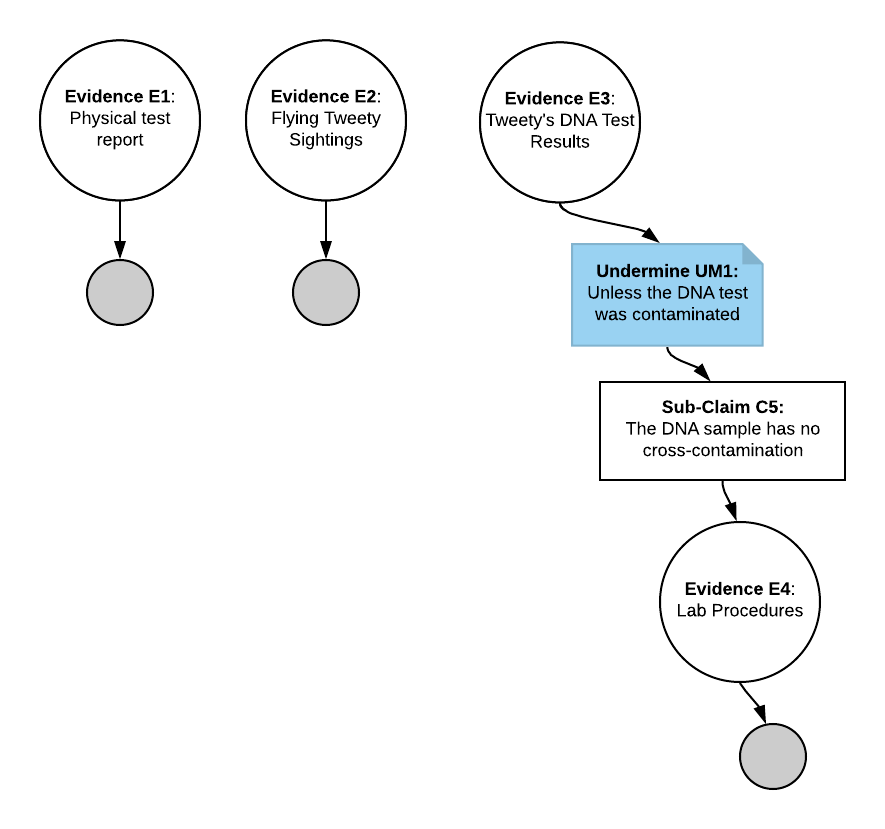 Evidence E1:
Physical test
report
Evidence E2:
Flying Tweety
Sightings
Evidence E3:
Tweety's DNA Test
Results
Undermine UM1:
Unless the DNA test
was contaminated
Sub-Claim C5:
The DNA sample has no
cross-contamination
Evidence E4:
Lab Procedures